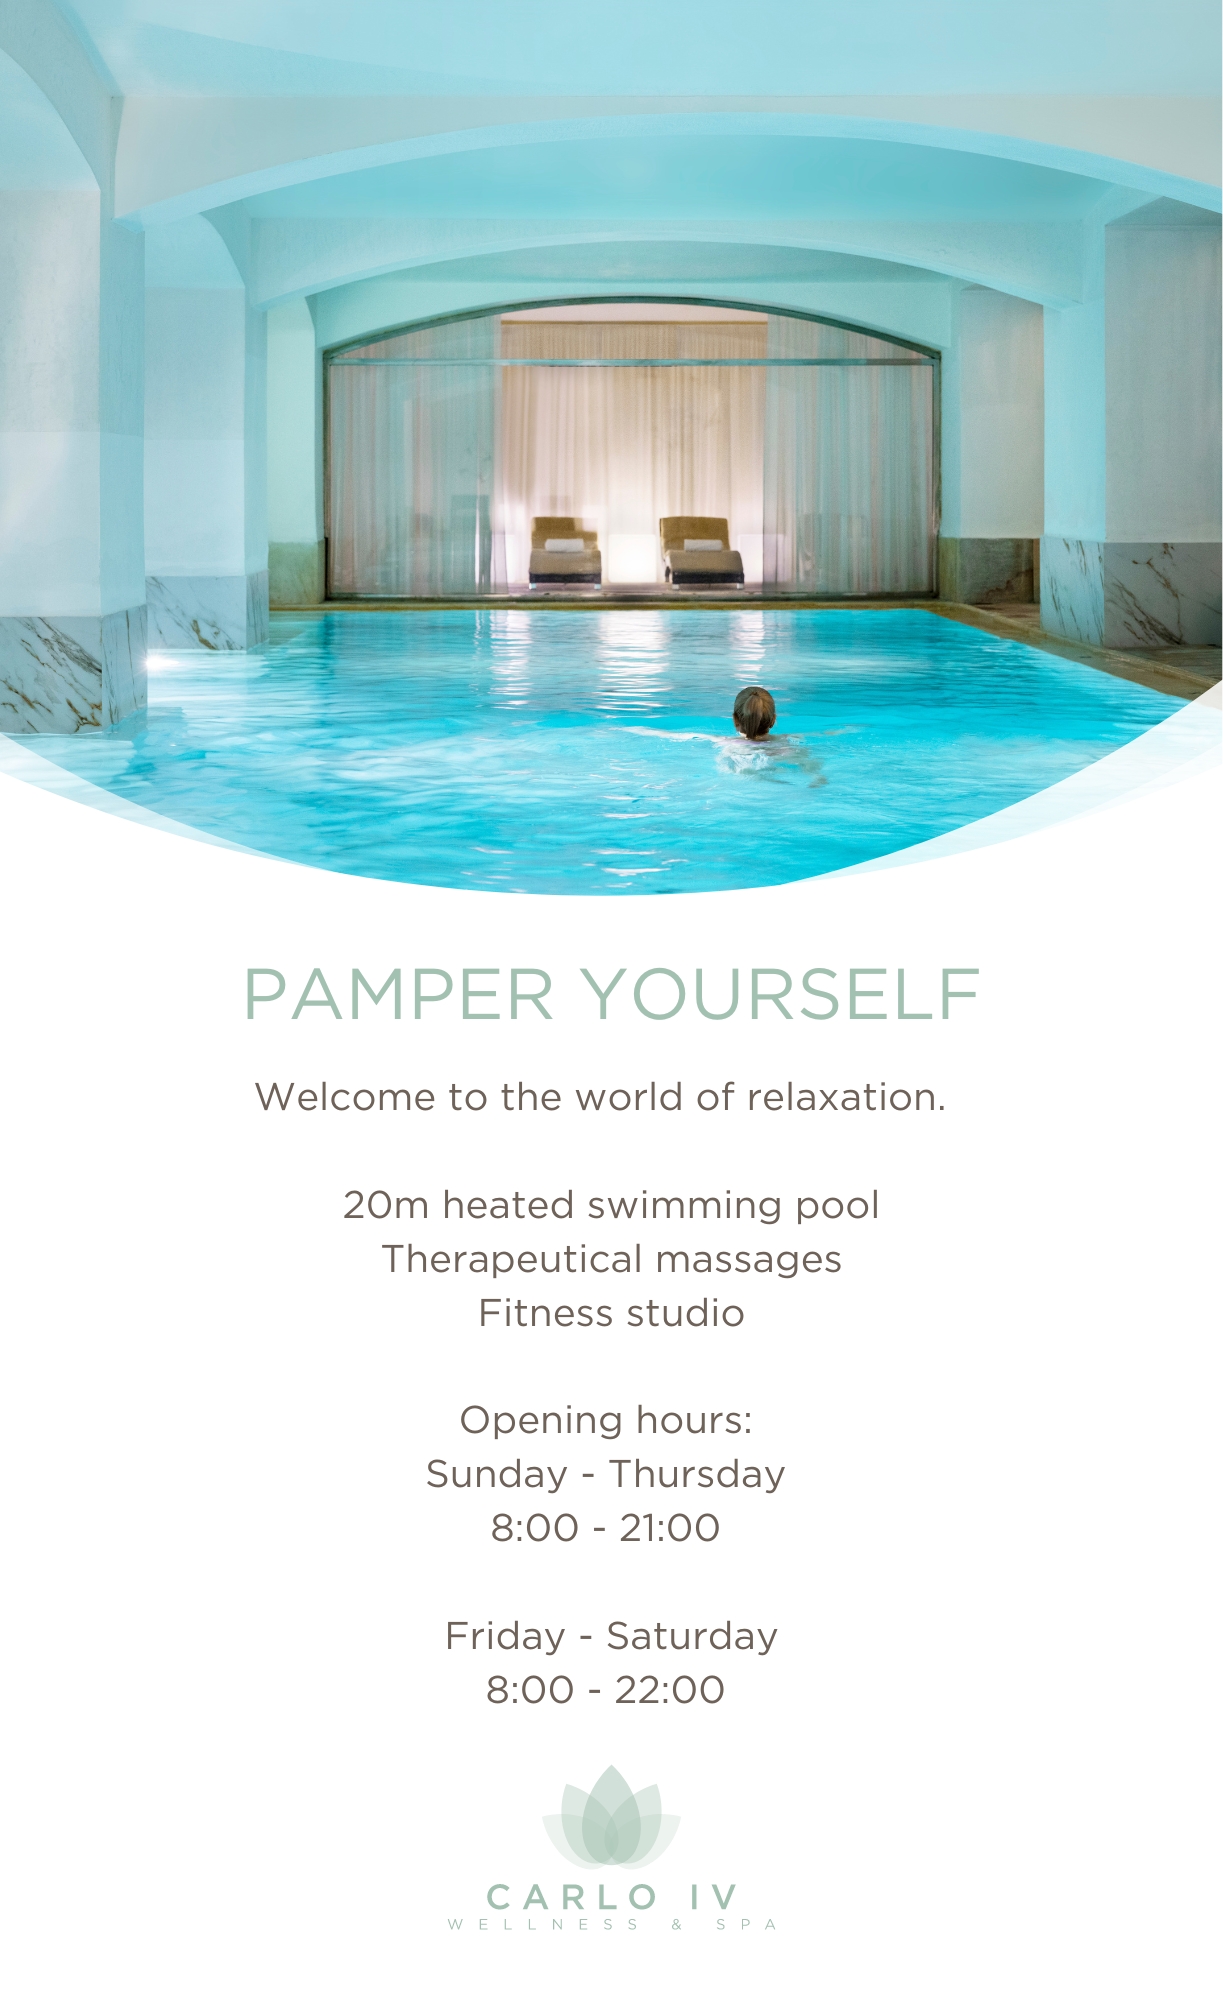 PAMPER YOURSELF
Welcome to the world of relaxation.
20m heated swimming pool
Therapeutical massages
Fitness studio
Opening hours:
Sunday - Thursday
8:00 - 21:00
Friday - Saturday
8:00 - 22:00
CARLO IV
WELLNESS & SPA